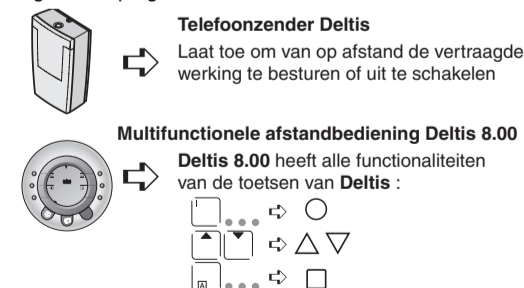 Telefoonzender Deltis
Laat toe om van op afstand de vertraagde
werking te besturen of uit te schakelen
Multifunctionele afstandbediening Deltis 8.00
Deltis 8.00 heeft alle functionaliteiten
van de toetsen van Deltis :
A